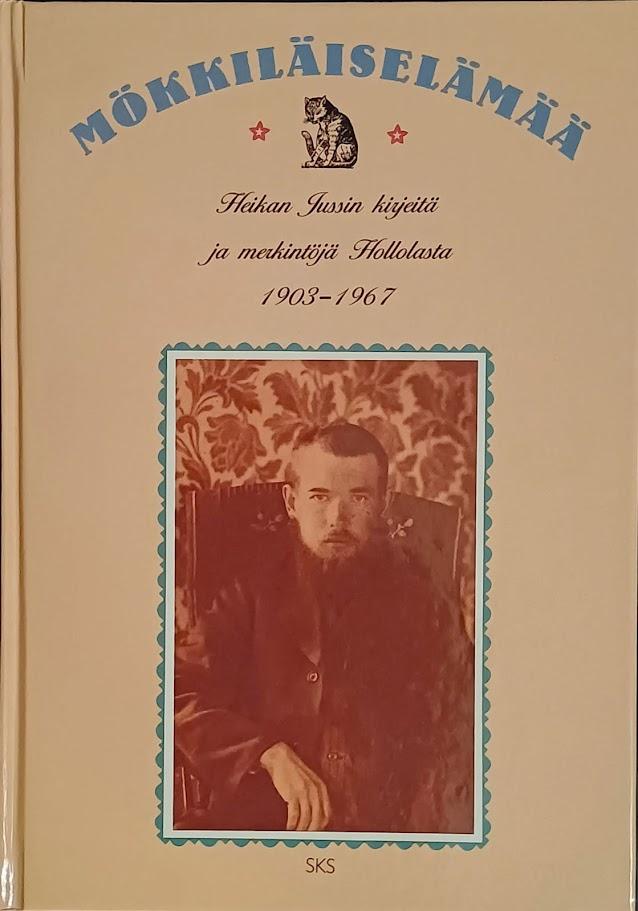 MÖKKILÄISELÄMÄÄ
Heikan Jussin kirjeitä
ja merkintöjä Hollolasta
1903–1967
SKS